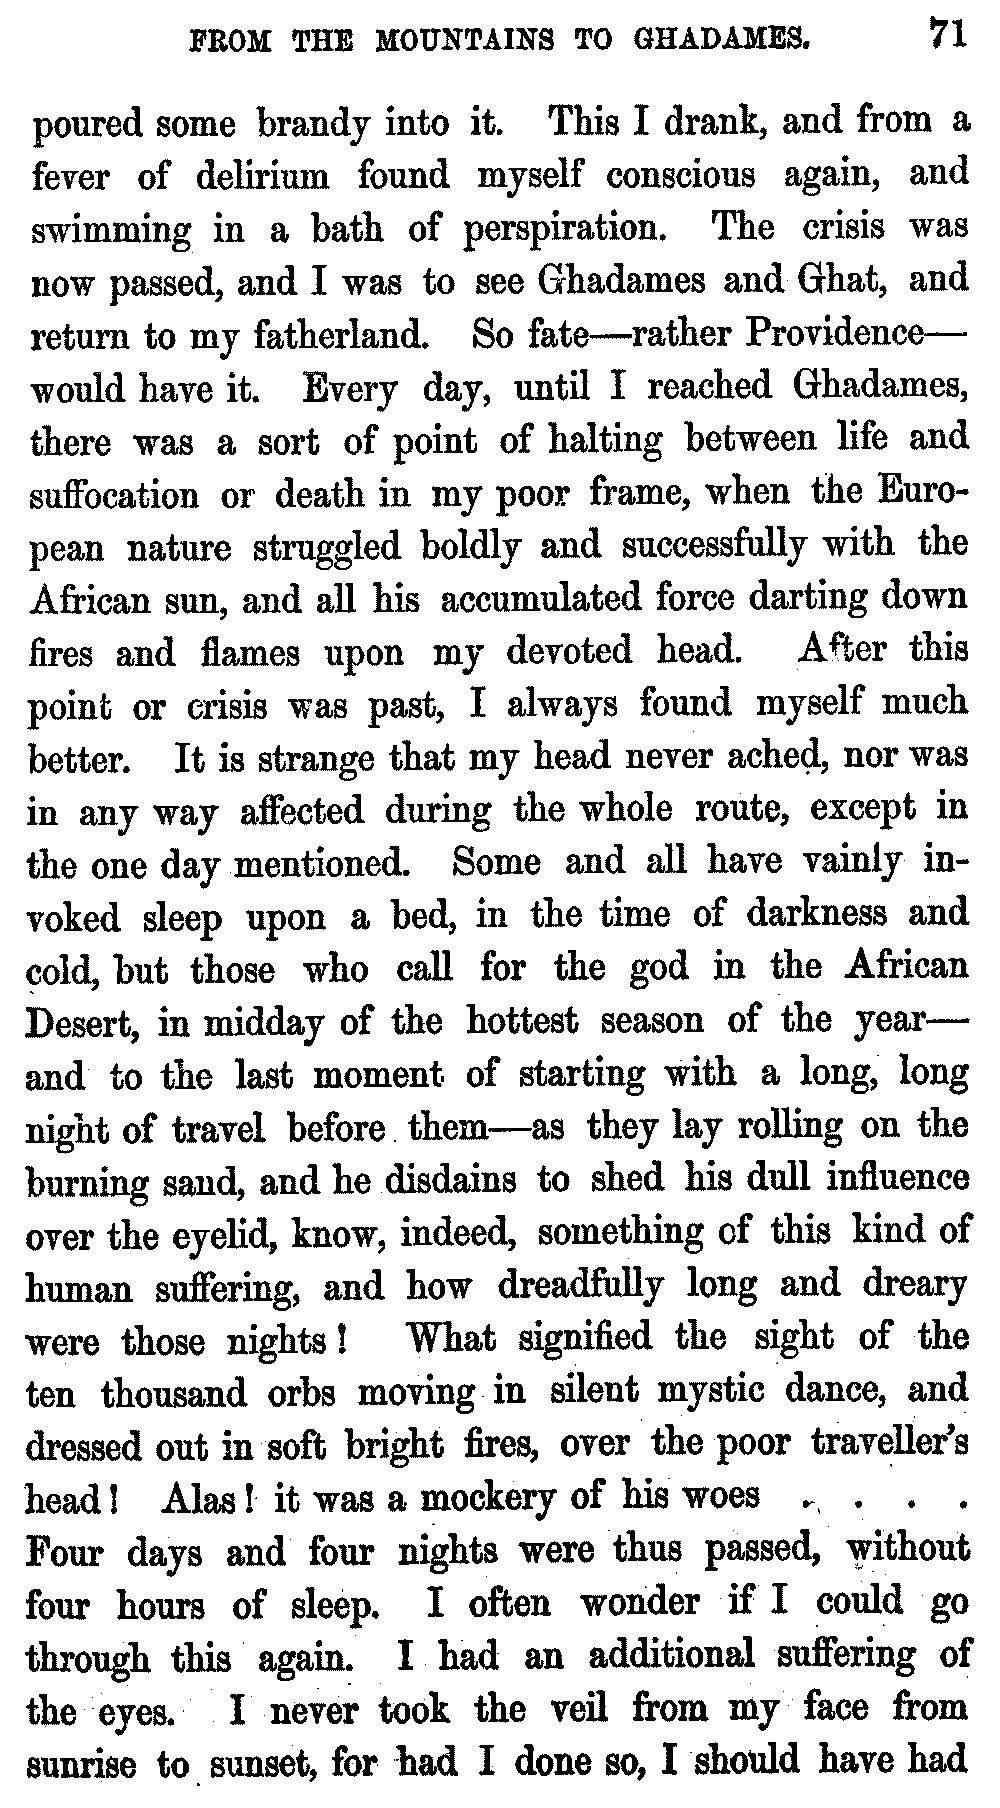 FROM THE MOUNTAINS TO GHADAMES. 71
poured some brandy into it. This I drank, and from a
fever of delirium found myself conscious again, and
swimming in a bath of perspiration. The crisis was
now passed, and I was to see Ghadames and Ghat, and
return to my fatherland. So fate—rather Providence—
would have it. Every day, until I reached Ghadames,
there was a sort of point of halting between life and
suffocation or death in my poor frame, when the Euro-
pean nature struggled boldly and successfully with the
African sun, and all his accumulated force darting down
fires and flames upon my devoted head. After this
point or crisis was past, I always found myself much
better. It is strange that my head never ached, nor was
in any way affected during the whole route, except in
the one day mentioned. Some and all have vainly in-
voked sleep upon a bed, in the time of darkness and
cold, but those who call for the god in the African
Desert, in midday of the hottest season of the year—
and to the last moment of starting with a long, long
night of travel before them—as they lay rolling on the
burning sand, and he disdains to shed his dull influence
over the eyelid, know, indeed, something of this kind of
human suffering, and how dreadfully long and dreary
were those nights! What signified the sight of the
ten thousand orbs moving in silent mystic dance, and
dressed out in soft bright fires, over the poor traveller's
head! Alas! it was a mockery of his woes . . . .
Four days and four nights were thus passed, without
four hours of sleep. I often wonder if I could go
through this again. I had an additional suffering of
the eyes. I never took the veil from my face from
sunrise to sunset, for had I done so, I should have had